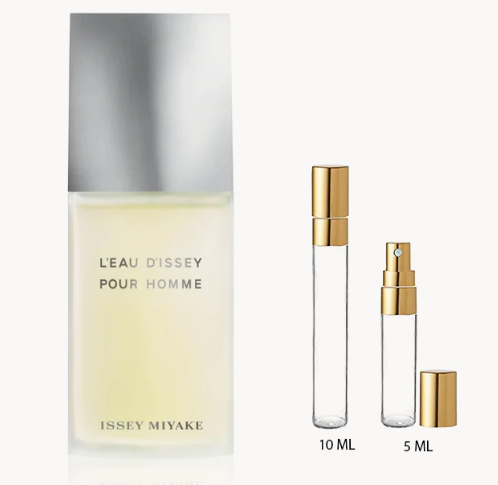 L'EAU D'ISSEY
POUR HOMME
ISSEY MIYAKE
10 ML
5 ML